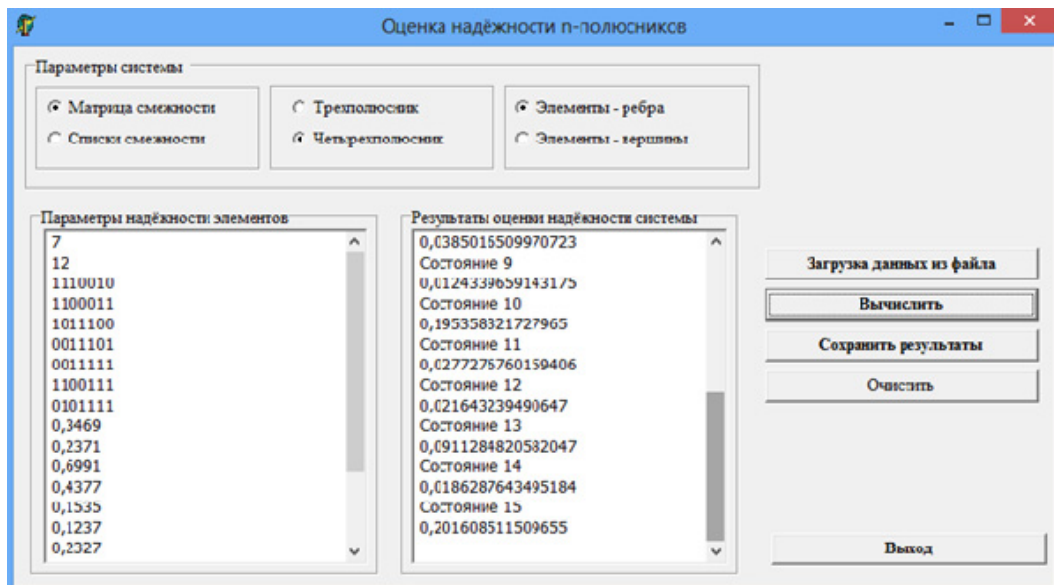 Оценка надёжности n-полюсников
Параметры системы
Матрица смежности
Списки смежности
Трехполюсник
Четырехполюсник
Элементы - ребра
Элементы - вершины
Параметры надёжности элементов
7
12
1110010
1100011
1011100
0011101
0011111
1100111
0101111
0,3469
0,2371
0,6991
0,4377
0,1535
0,1237
0,2327
Результаты оценки надёжности системы
0,0385016509970723
Состояние 9
0,0124339659143175
Состояние 10
0,195358321727965
Состояние 11
0,0277276760159406
Состояние 12
0,021643239490647
Состояние 13
0,0911284820582047
Состояние 14
0,0186287643495184
Состояние 15
0,201608511509655
Загрузка данных из файла
Вычислить
Сохранить результаты
Очистить
Выход